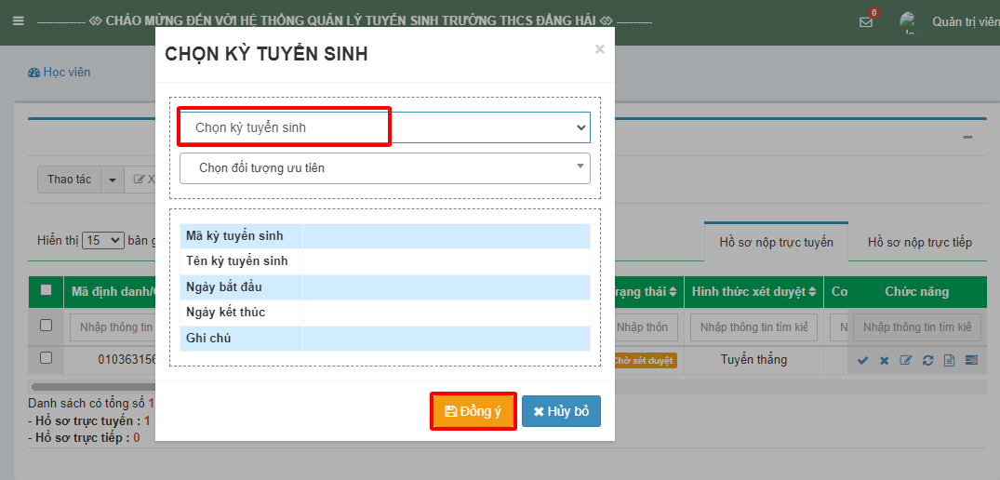 ------------ CHÀO MỪNG ĐẾN VỚI HỆ THỐNG QUẢN LÝ TUYỂN SINH TRƯỜNG THCS ĐẰNG HẢI ---------
0
Quản trị viên
CHỌN KỲ TUYỂN SINH
×
Học viên
Chọn kỳ tuyển sinh
Chọn đối tượng ưu tiên
Thao tác
X
Mã kỳ tuyển sinh
Tên kỳ tuyển sinh
Ngày bắt đầu
Ngày kết thúc
Ghi chú
Hiển thị 15 bản g
Hồ sơ nộp trực tuyến
Hồ sơ nộp trực tiếp
Mã định danh/ rạng thái Hình thức xét duyệt Co Chức năng
Nhập thông tin Nhập thôn Nhập thông tin tìm kiế N Nhập thông tin tìm kiế
01036315 Chờ xét duyệt Tuyển thẳng
Đồng ý
Hủy bỏ
Danh sách có tổng số 1
- Hồ sơ trực tuyến : 1
- Hồ sơ trực tiếp : 0